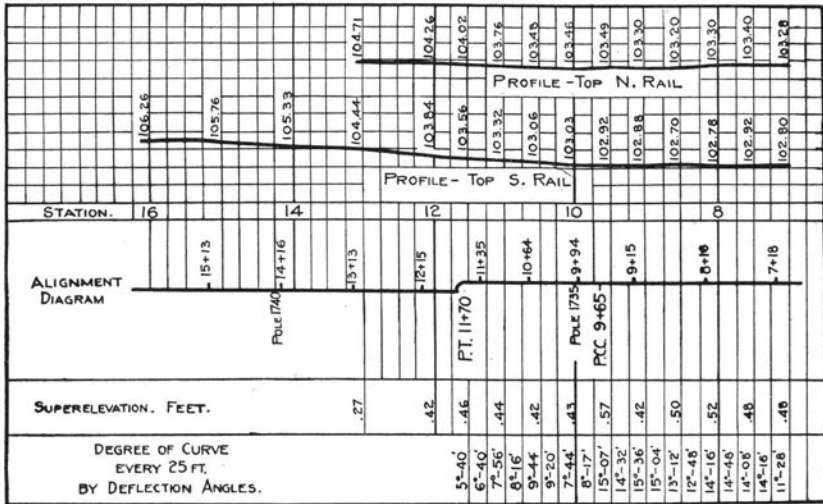 104.71 104.26 104.02 103.76 103.45 103.46 103.49 103.30 103.20 103.30 103.40 103.28
PROFILE-TOP N. RAIL
106.26 105.76 105.33 104.44 103.84 103.56 103.32 103.06 103.03 102.92 102.88 102.70 102.78 102.92 102.80
PROFILE- TOP S. RAIL
STATION. 16 14 12 10 8
ALIGNMENT
DIAGRAM
15+13 14+16 13+13 12+15 11+35 10+64 9+94 9+15 8+18 7+18
POLE 1740 P.T. 11+70 POLE 1735 P.C.C. 9+65
SUPERELEVATION. FEET. .27 .42 .46 .44 .42 .43 .57 .42 .50 .52 .48 .48
DEGREE OF CURVE
EVERY 25 FT.
BY DEFLECTION ANGLES.
5°-40' 6°-40' 7°-56' 8°-16' 9°-44' 9°-20' 7°-44' 8°-17' 15°-07' 14°-32' 15°-36' 15°-04' 13°-12' 12°-48' 14°-16' 14°-48' 14°-08' 14°-16' 11°-28'